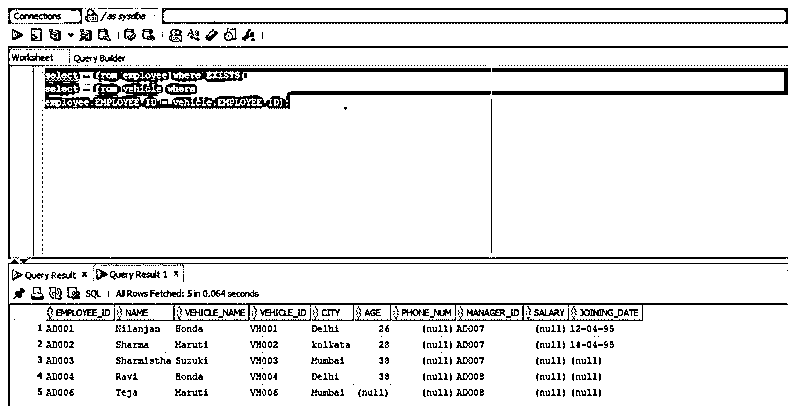 Connections / as sysdba
Worksheet Query Builder
select * from employee where EXISTS(
select * from vehicle where
employee.EMPLOYEE_ID = vehicle.EMPLOYEE_ID);
Query Result x Query Result 1 x
SQL | All Rows Fetched: 5 in 0.064 seconds
EMPLOYEE_ID NAME VEHICLE_NAME VEHICLE_ID CITY AGE PHONE_NUM MANAGER_ID SALARY JOINING_DATE
1 AD001 Nilanjan Honda VH001 Delhi 26 (null) AD007 (null) 12-04-95
2 AD002 Sharma Maruti VH002 kolkata 28 (null) AD007 (null) 14-04-95
3 AD003 Sharmistha Suzuki VH003 Mumbai 38 (null) AD007 (null) (null)
4 AD004 Ravi Honda VH004 Delhi 38 (null) AD008 (null) (null)
5 AD006 Teja Maruti VH006 Mumbai (null) (null) AD008 (null) (null)